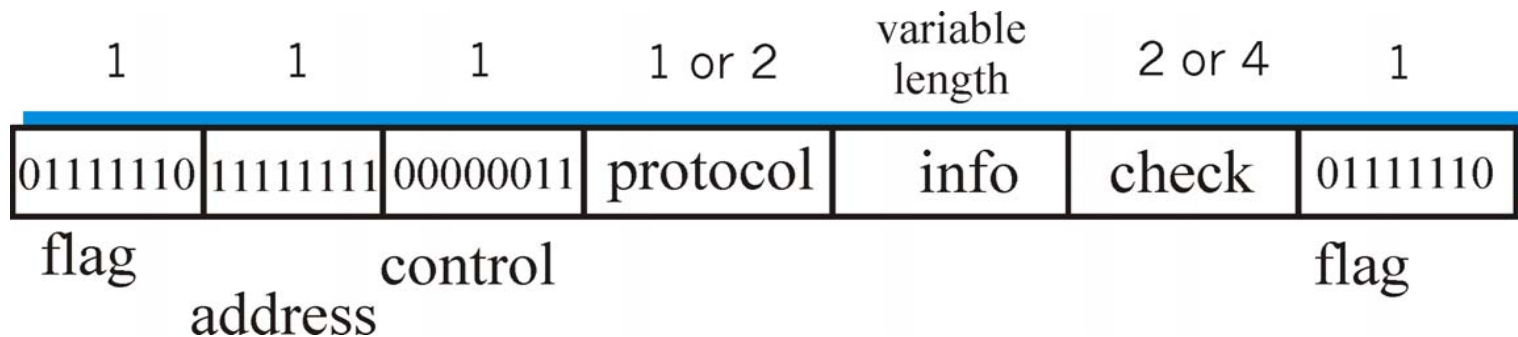 1 1 1 1 or 2 variable length 2 or 4 1
01111110 11111111 00000011 protocol info check 01111110
flag address control flag